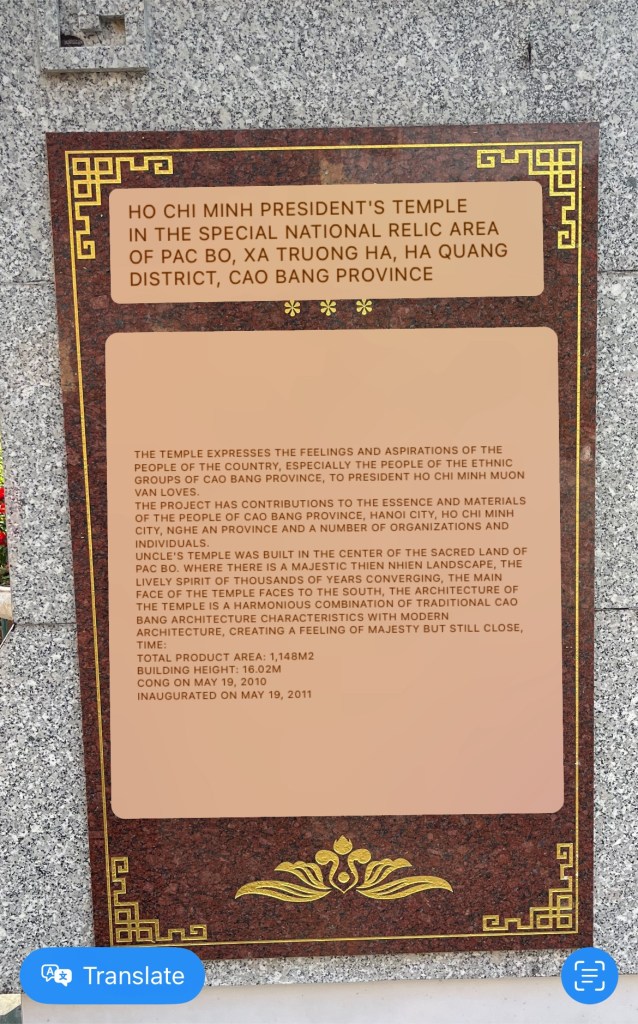 HO CHI MINH PRESIDENT'S TEMPLE
IN THE SPECIAL NATIONAL RELIC AREA
OF PAC BO, XA TRUONG HA, HA QUANG
DISTRICT, CAO BANG PROVINCE
THE TEMPLE EXPRESSES THE FEELINGS AND ASPIRATIONS OF THE
PEOPLE OF THE COUNTRY, ESPECIALLY THE PEOPLE OF THE ETHNIC
GROUPS OF CAO BANG PROVINCE, TO PRESIDENT HO CHI MINH MUON
VAN LOVES.
THE PROJECT HAS CONTRIBUTIONS TO THE ESSENCE AND MATERIALS
OF THE PEOPLE OF CAO BANG PROVINCE, HANOI CITY, HO CHI MINH
CITY, NGHE AN PROVINCE AND A NUMBER OF ORGANIZATIONS AND
INDIVIDUALS.
UNCLE'S TEMPLE WAS BUILT IN THE CENTER OF THE SACRED LAND OF
PAC BO. WHERE THERE IS A MAJESTIC THIEN NHIEN LANDSCAPE, THE
LIVELY SPIRIT OF THOUSANDS OF YEARS CONVERGING, THE MAIN
FACE OF THE TEMPLE FACES TO THE SOUTH, THE ARCHITECTURE OF
THE TEMPLE IS A HARMONIOUS COMBINATION OF TRADITIONAL CAO
BANG ARCHITECTURE CHARACTERISTICS WITH MODERN
ARCHITECTURE, CREATING A FEELING OF MAJESTY BUT STILL CLOSE,
TIME:
TOTAL PRODUCT AREA: 1,148M2
BUILDING HEIGHT: 16.02M
CONG ON MAY 19, 2010
INAUGURATED ON MAY 19, 2011
Translate